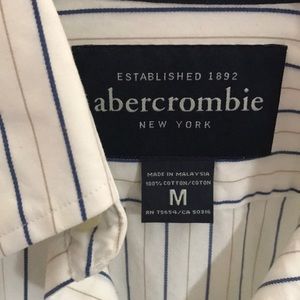 ESTABLISHED 1892
abercrombie
NEW YORK
MADE IN MALAYSIA
100% COTTON/COTON
M
RN 75654/CA 50316